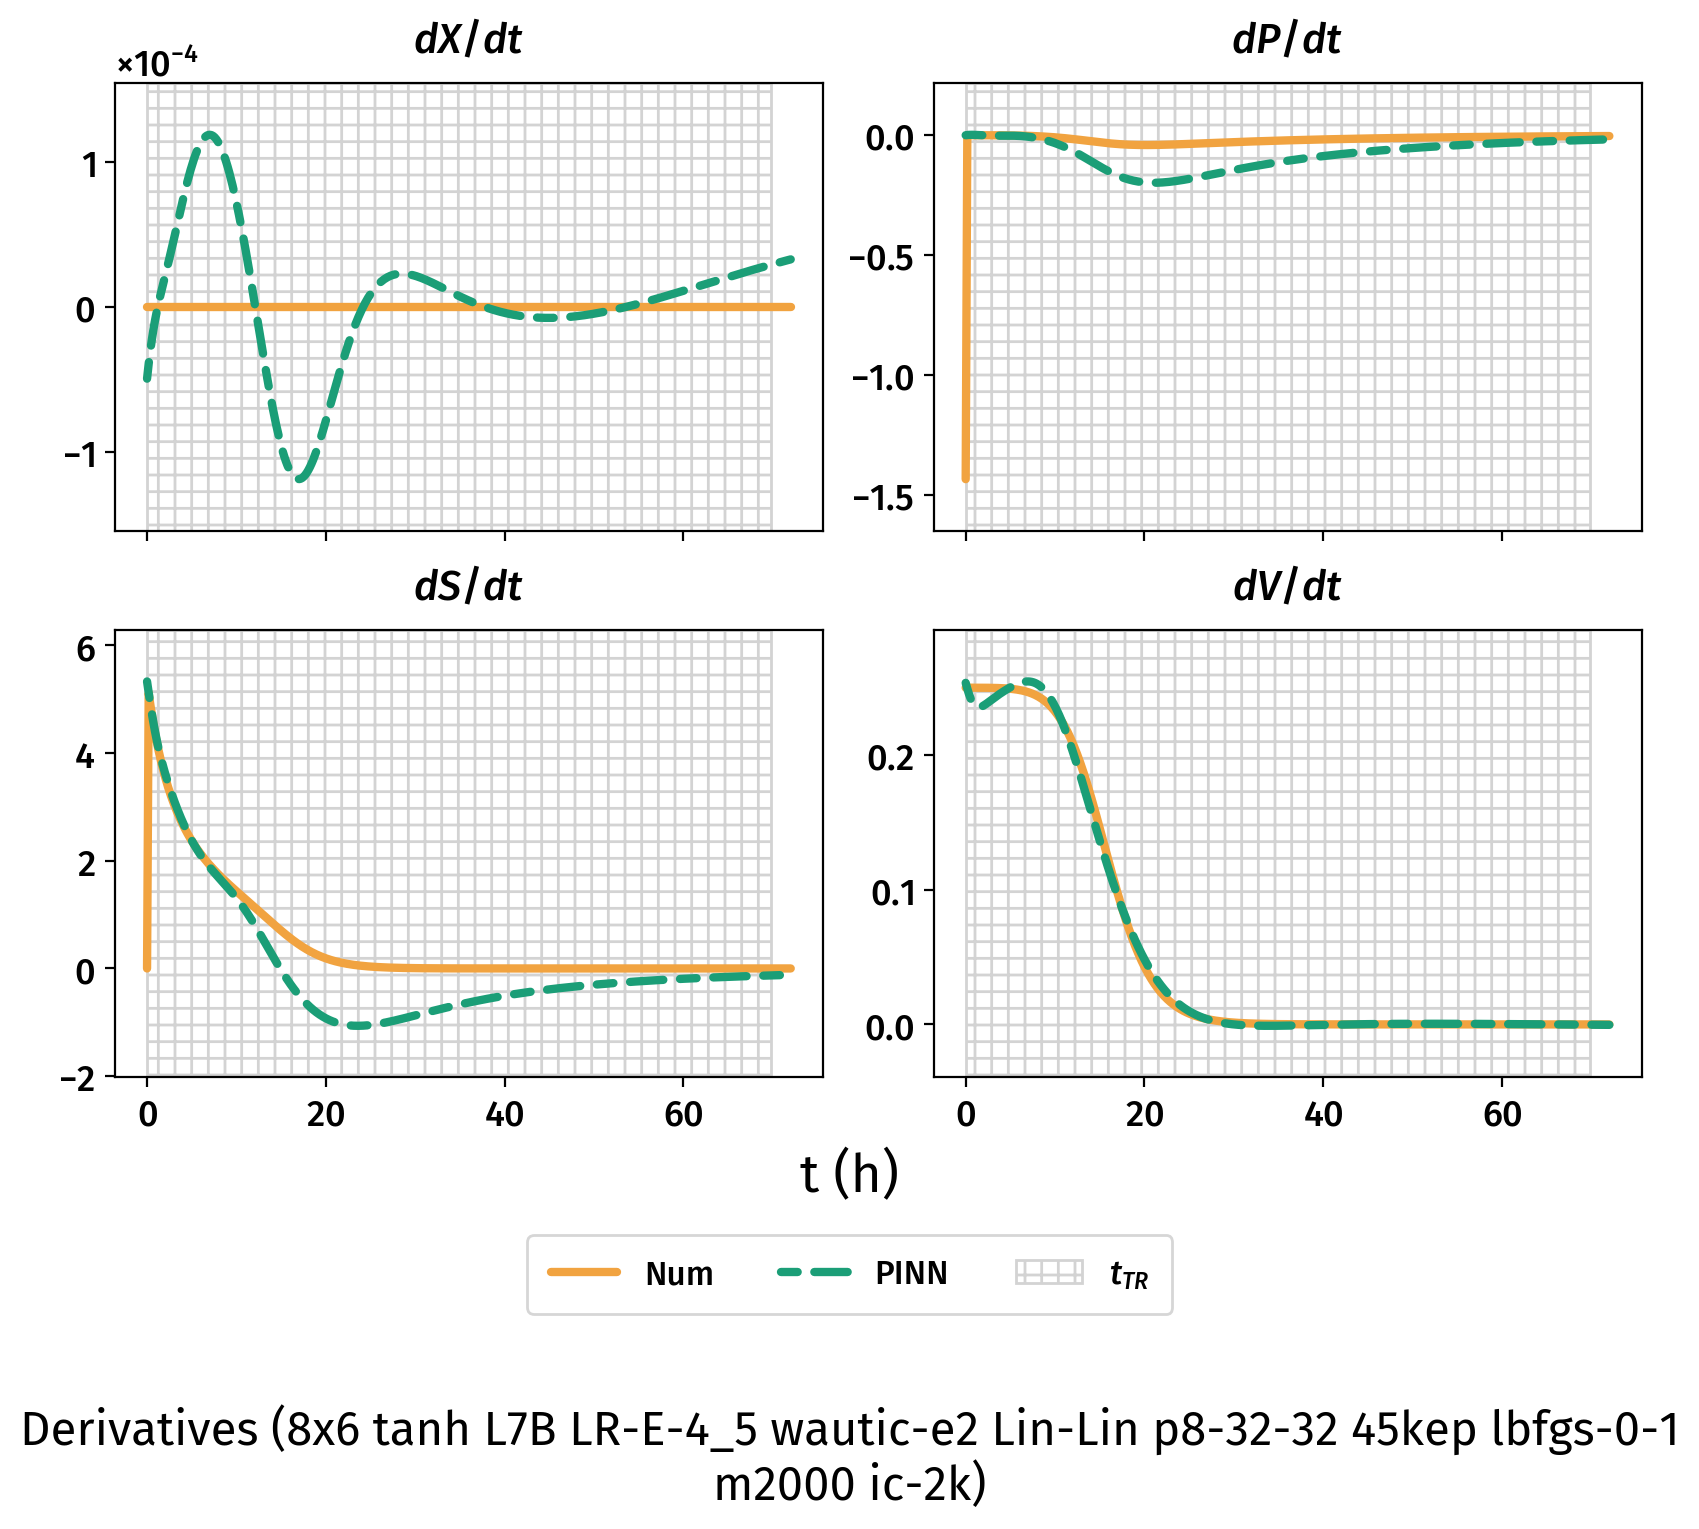 dX/dt
×10⁻⁴
1
0
−1
dP/dt
0.0
−0.5
−1.0
−1.5
dS/dt
6
4
2
0
−2
0 20 40 60
dV/dt
0.2
0.1
0.0
0 20 40 60
t (h)
Num PINN t_TR
Derivatives (8x6 tanh L7B LR-E-4_5 wautic-e2 Lin-Lin p8-32-32 45kep lbfgs-0-1
m2000 ic-2k)